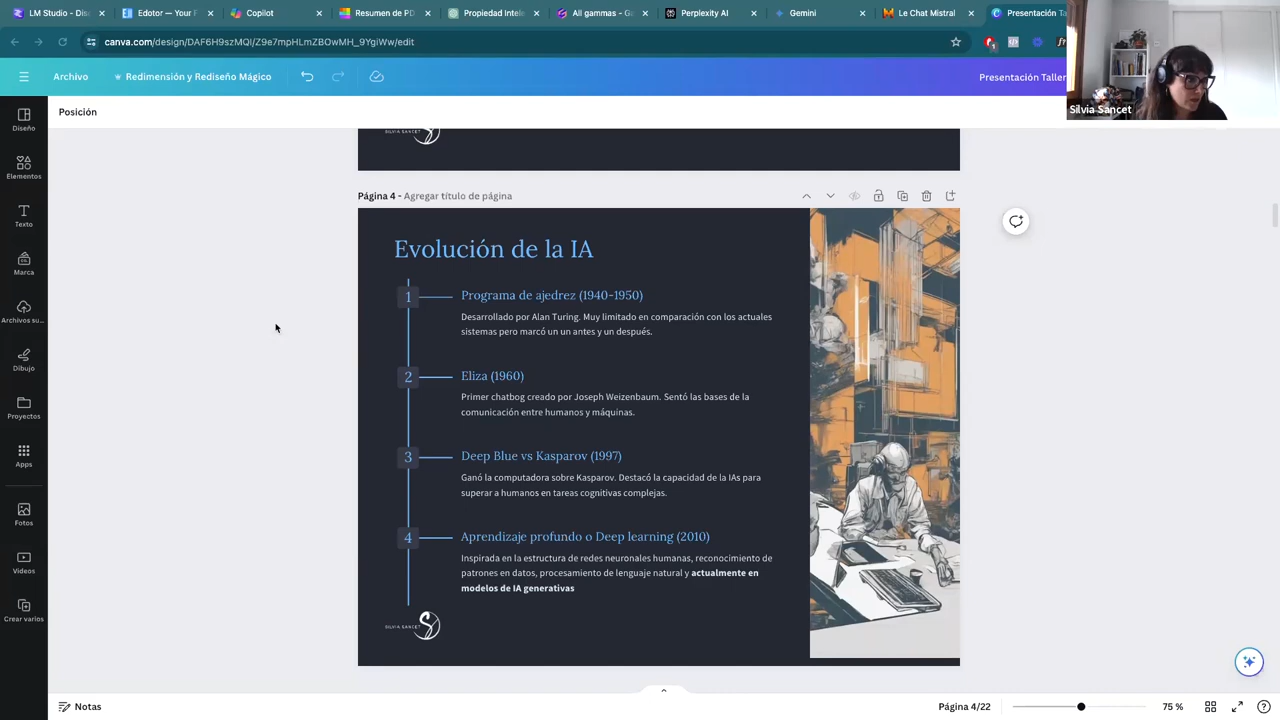 LM Studio - Disc
Edotor — Your F
Copilot
Resumen de PD
Propiedad Intele
All gammas - Ga
Perplexity AI
Gemini
Le Chat Mistral
Presentación Ta
canva.com/design/DAF6H9szMQI/Z9e7mpHLmZBOwMH_9YgiWw/edit
Archivo
Redimensión y Rediseño Mágico
Presentación Taller
Silvia Sancet
Posición
Diseño
Elementos
Texto
Marca
Archivos su...
Dibujo
Proyectos
Apps
Fotos
Videos
Crear varios
SILVIA SANCET
Página 4 - Agregar título de página
Evolución de la IA
1
Programa de ajedrez (1940-1950)
Desarrollado por Alan Turing. Muy limitado en comparación con los actuales
sistemas pero marcó un un antes y un después.
2
Eliza (1960)
Primer chatbog creado por Joseph Weizenbaum. Sentó las bases de la
comunicación entre humanos y máquinas.
3
Deep Blue vs Kasparov (1997)
Ganó la computadora sobre Kasparov. Destacó la capacidad de la IAs para
superar a humanos en tareas cognitivas complejas.
4
Aprendizaje profundo o Deep learning (2010)
Inspirada en la estructura de redes neuronales humanas, reconocimiento de
patrones en datos, procesamiento de lenguaje natural y actualmente en
modelos de IA generativas
SILVIA SANCET
Notas
Página 4/22
75 %